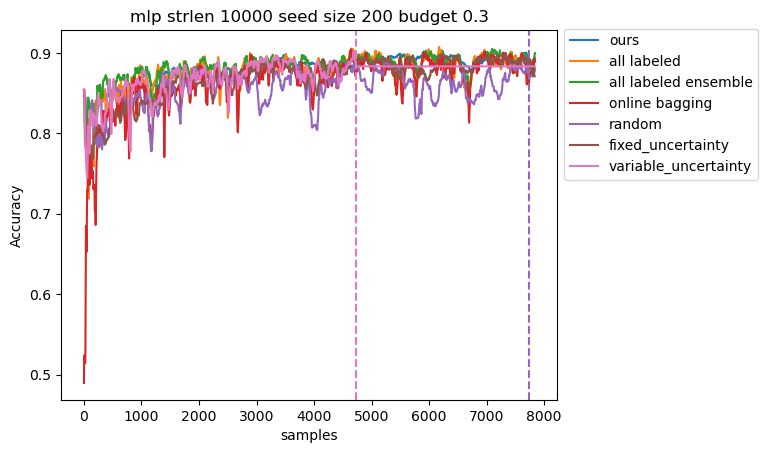 mlp strlen 10000 seed size 200 budget 0.3
ours
all labeled
all labeled ensemble
online bagging
random
fixed_uncertainty
variable_uncertainty
0.9
0.8
0.7
0.6
0.5
Accuracy
0 1000 2000 3000 4000 5000 6000 7000 8000
samples